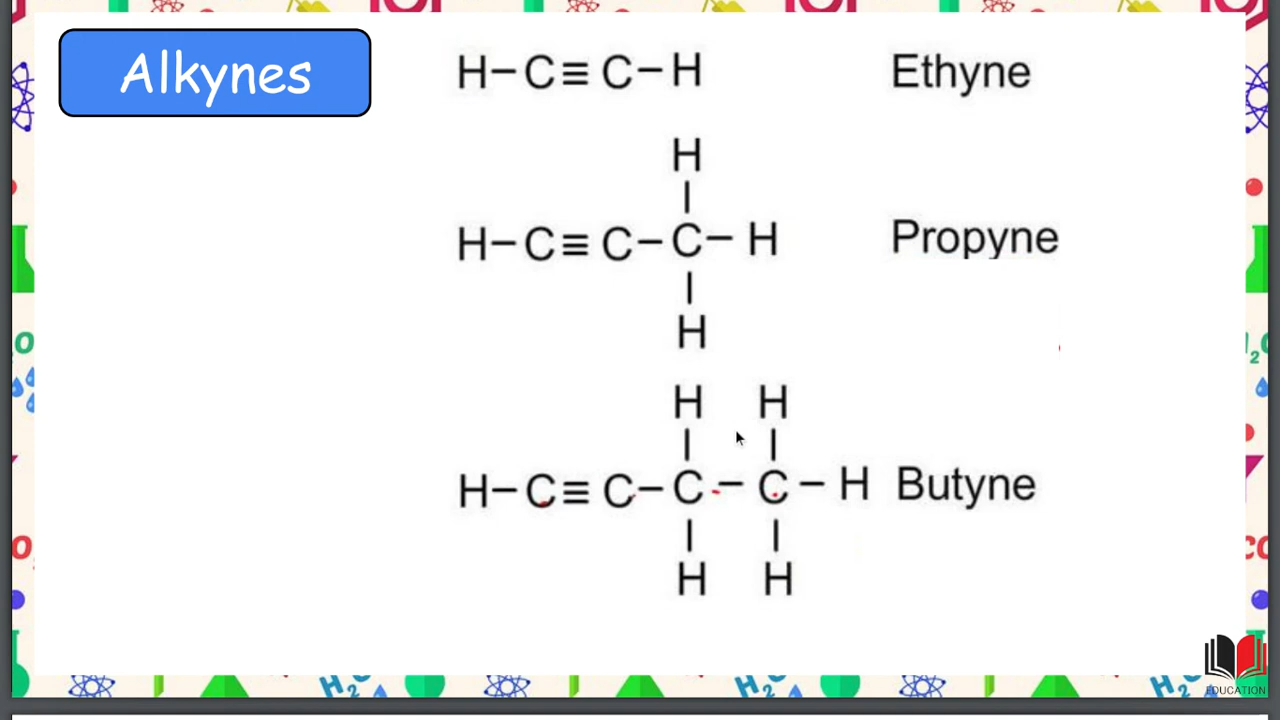 Alkynes
H–C≡C–H Ethyne
H
|
H–C≡C–C–H Propyne
|
H
H H
| |
H–C≡C–C–C–H Butyne
| |
H H
EDUCATION